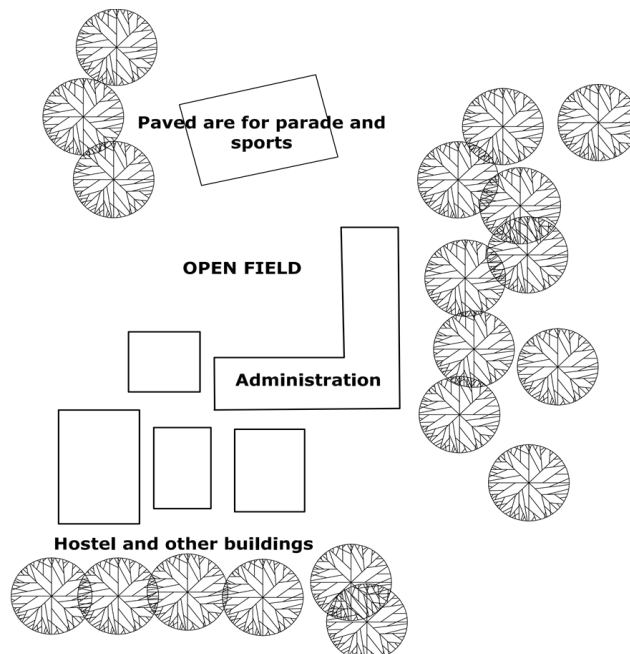 Paved are for parade and
sports
OPEN FIELD
Administration
Hostel and other buildings